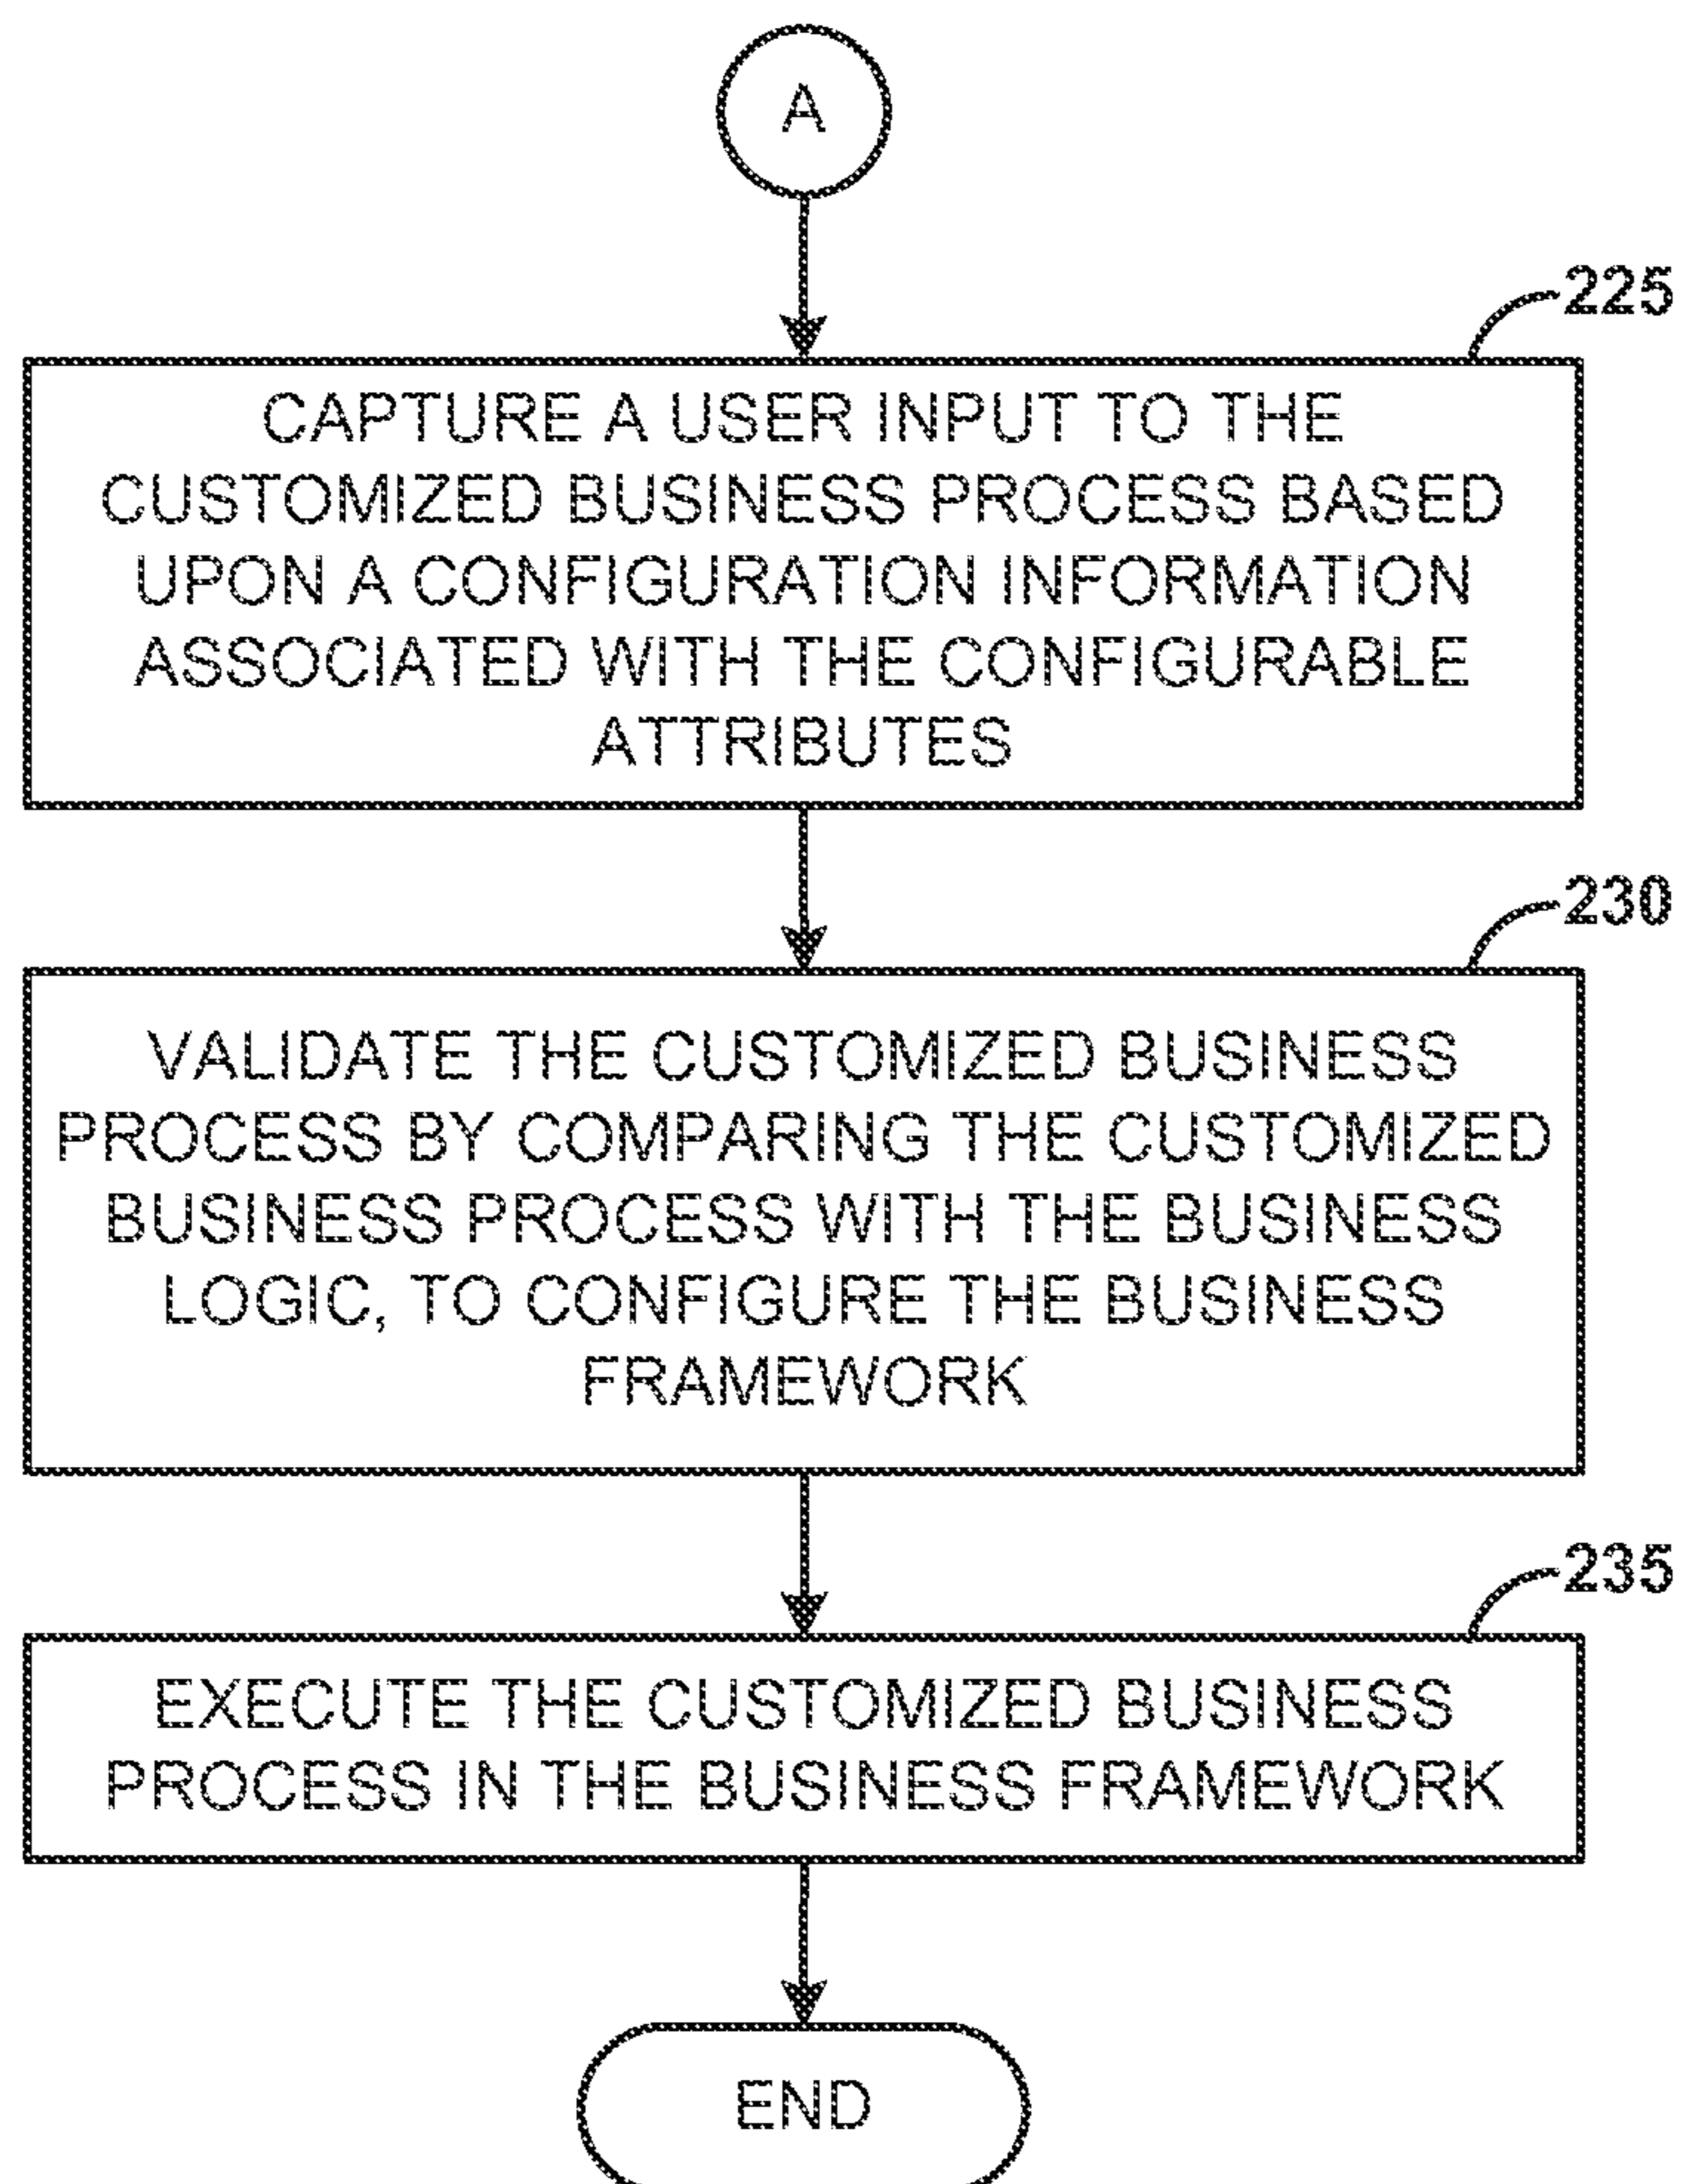 A
225
CAPTURE A USER INPUT TO THE
CUSTOMIZED BUSINESS PROCESS BASED
UPON A CONFIGURATION INFORMATION
ASSOCIATED WITH THE CONFIGURABLE
ATTRIBUTES
230
VALIDATE THE CUSTOMIZED BUSINESS
PROCESS BY COMPARING THE CUSTOMIZED
BUSINESS PROCESS WITH THE BUSINESS
LOGIC, TO CONFIGURE THE BUSINESS
FRAMEWORK
235
EXECUTE THE CUSTOMIZED BUSINESS
PROCESS IN THE BUSINESS FRAMEWORK
END